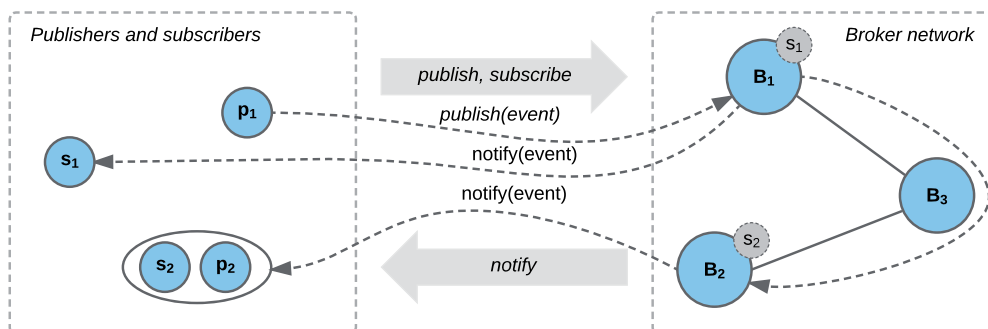 Publishers and subscribers
Broker network
s₁
B₁
publish, subscribe
p₁
publish(event)
notify(event)
s₁
notify(event)
B₃
s₂
s₂
p₂
notify
B₂